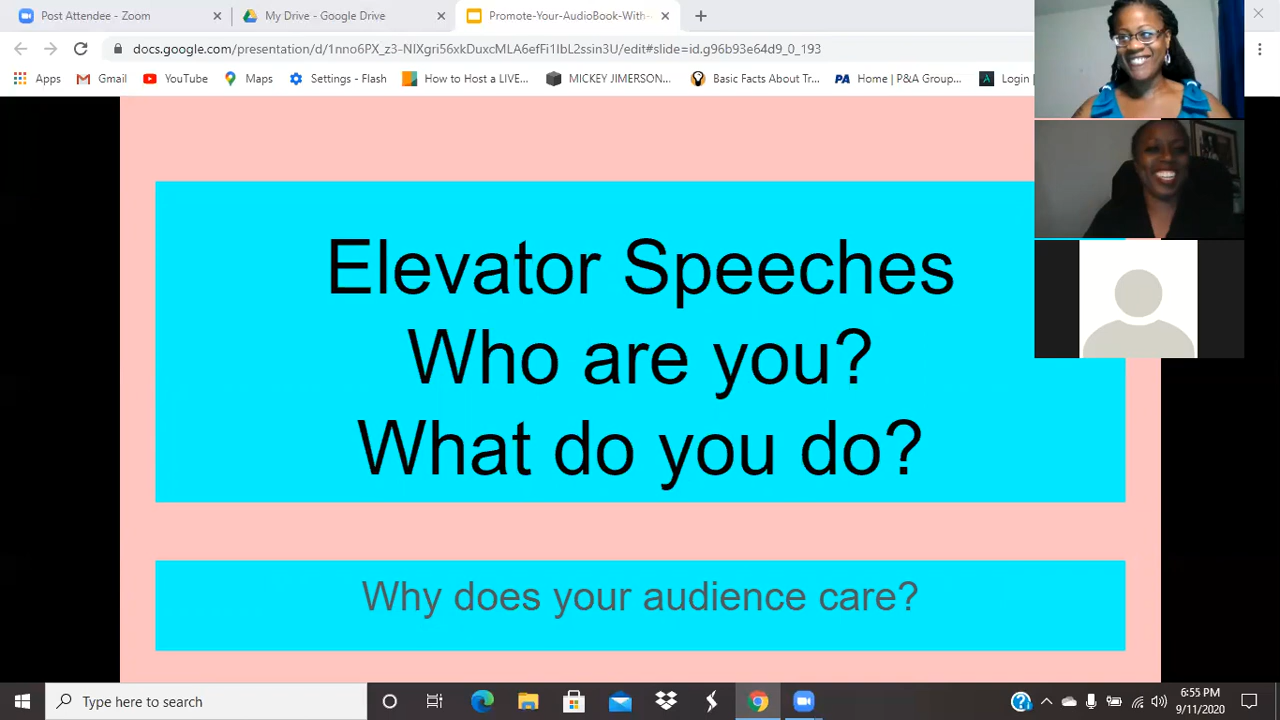 Post Attendee - Zoom
My Drive - Google Drive
Promote-Your-AudioBook-With-
docs.google.com/presentation/d/1nno6PX_z3-NIXgri56xkDuxcMLA6efFi1IbL2ssin3U/edit#slide=id.g96b93e64d9_0_193
Apps
Gmail
YouTube
Maps
Settings - Flash
How to Host a LIVE...
MICKEY JIMERSON...
Basic Facts About Tr...
PA
Home | P&A Group...
Login |
Elevator Speeches
Who are you?
What do you do?
Why does your audience care?
Type here to search
6:55 PM
9/11/2020